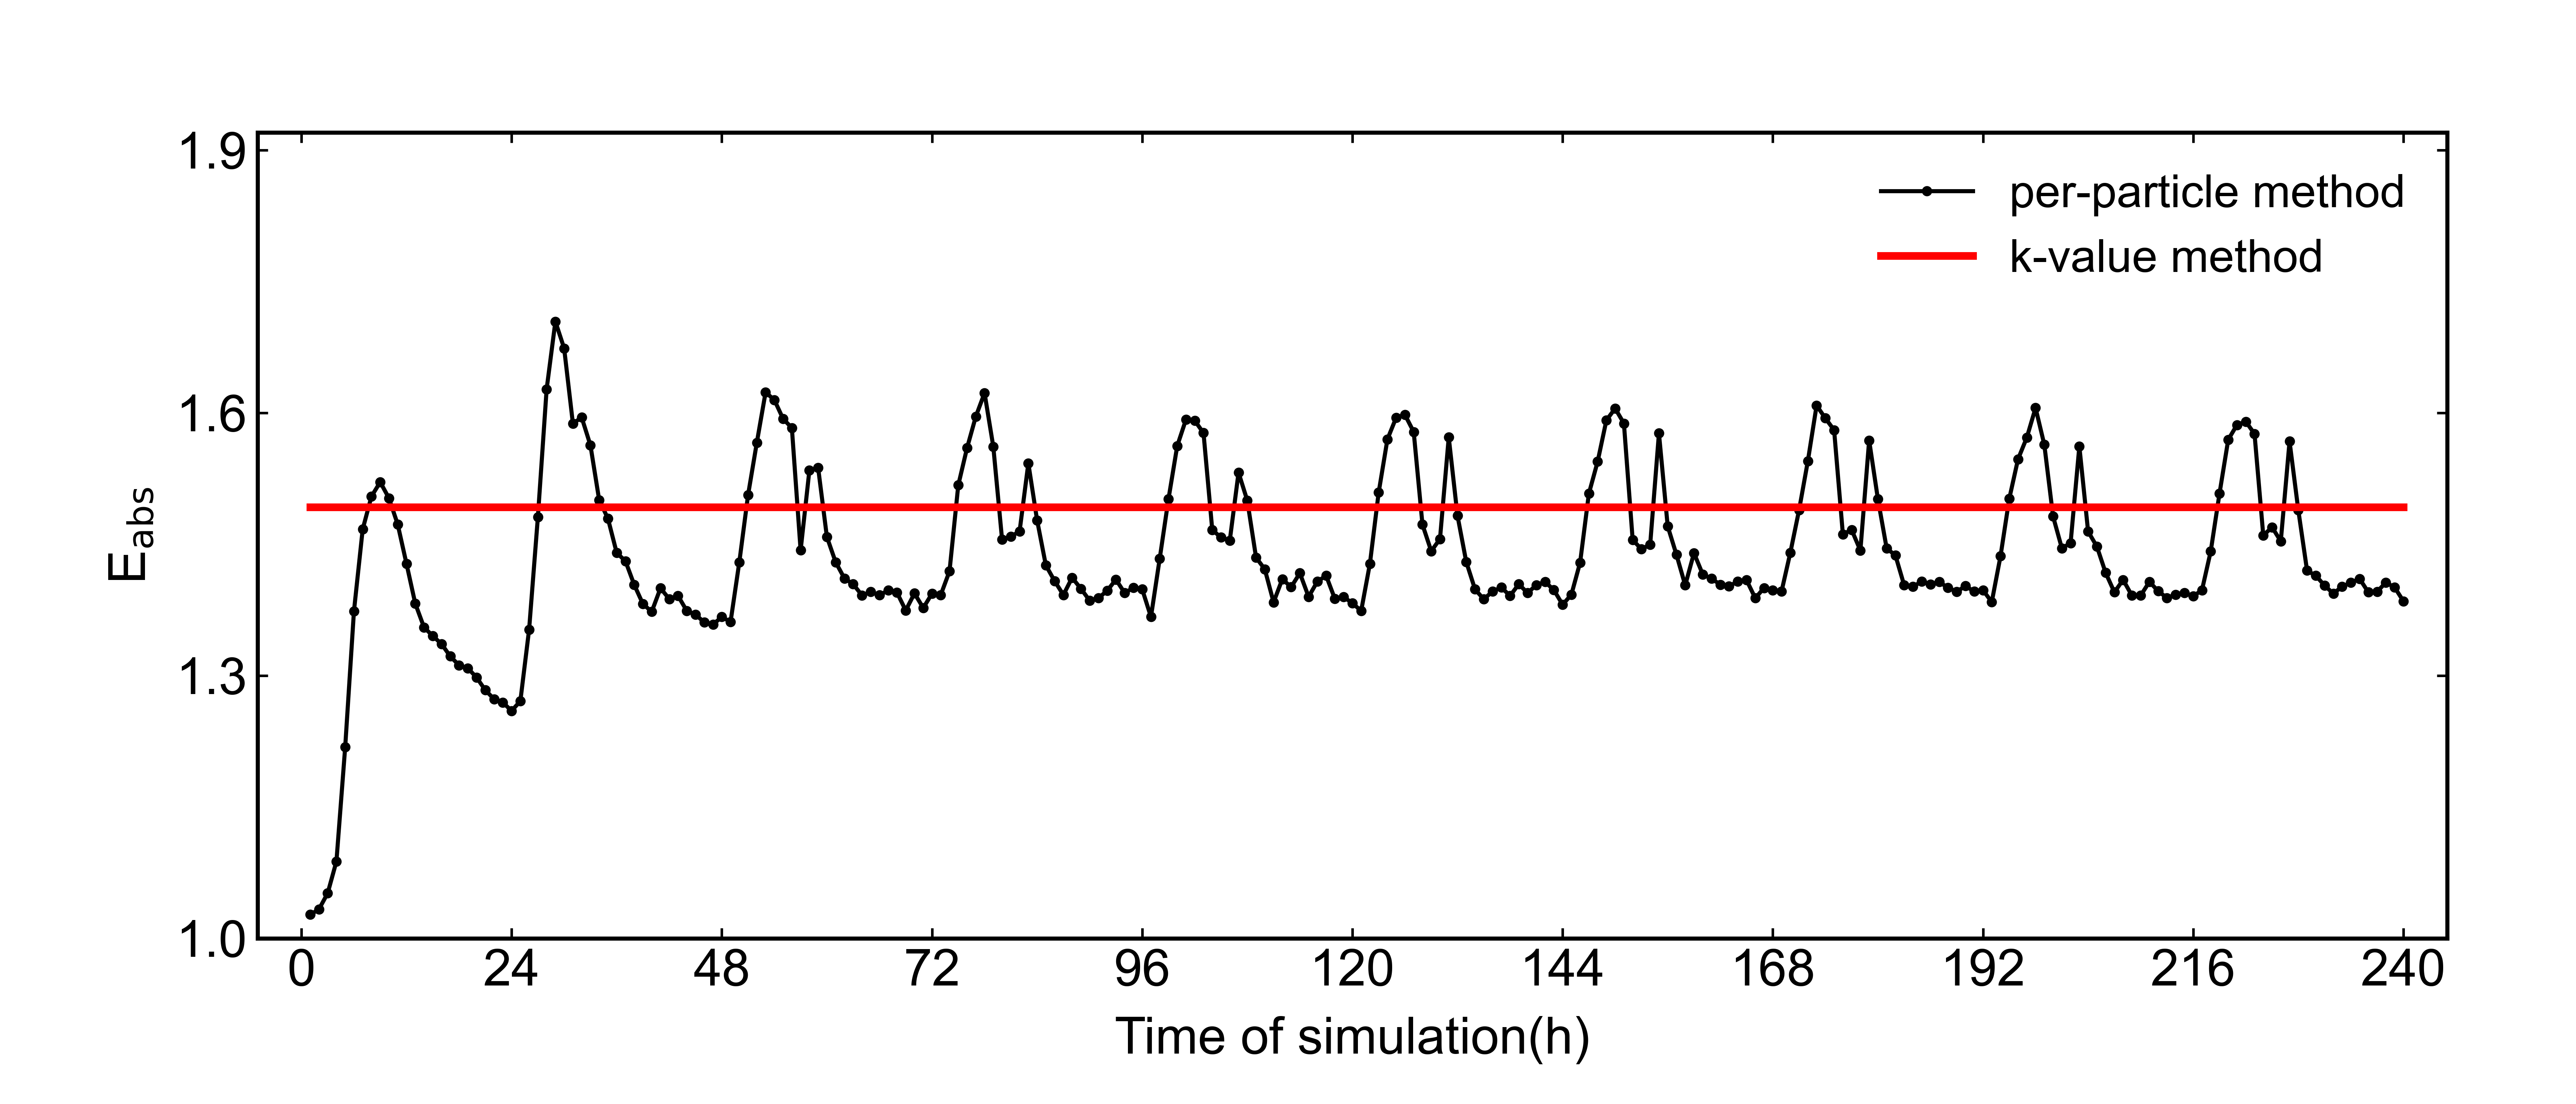 1.9
1.6
1.3
1.0
E_abs
per-particle method
k-value method
0 24 48 72 96 120 144 168 192 216 240
Time of simulation(h)